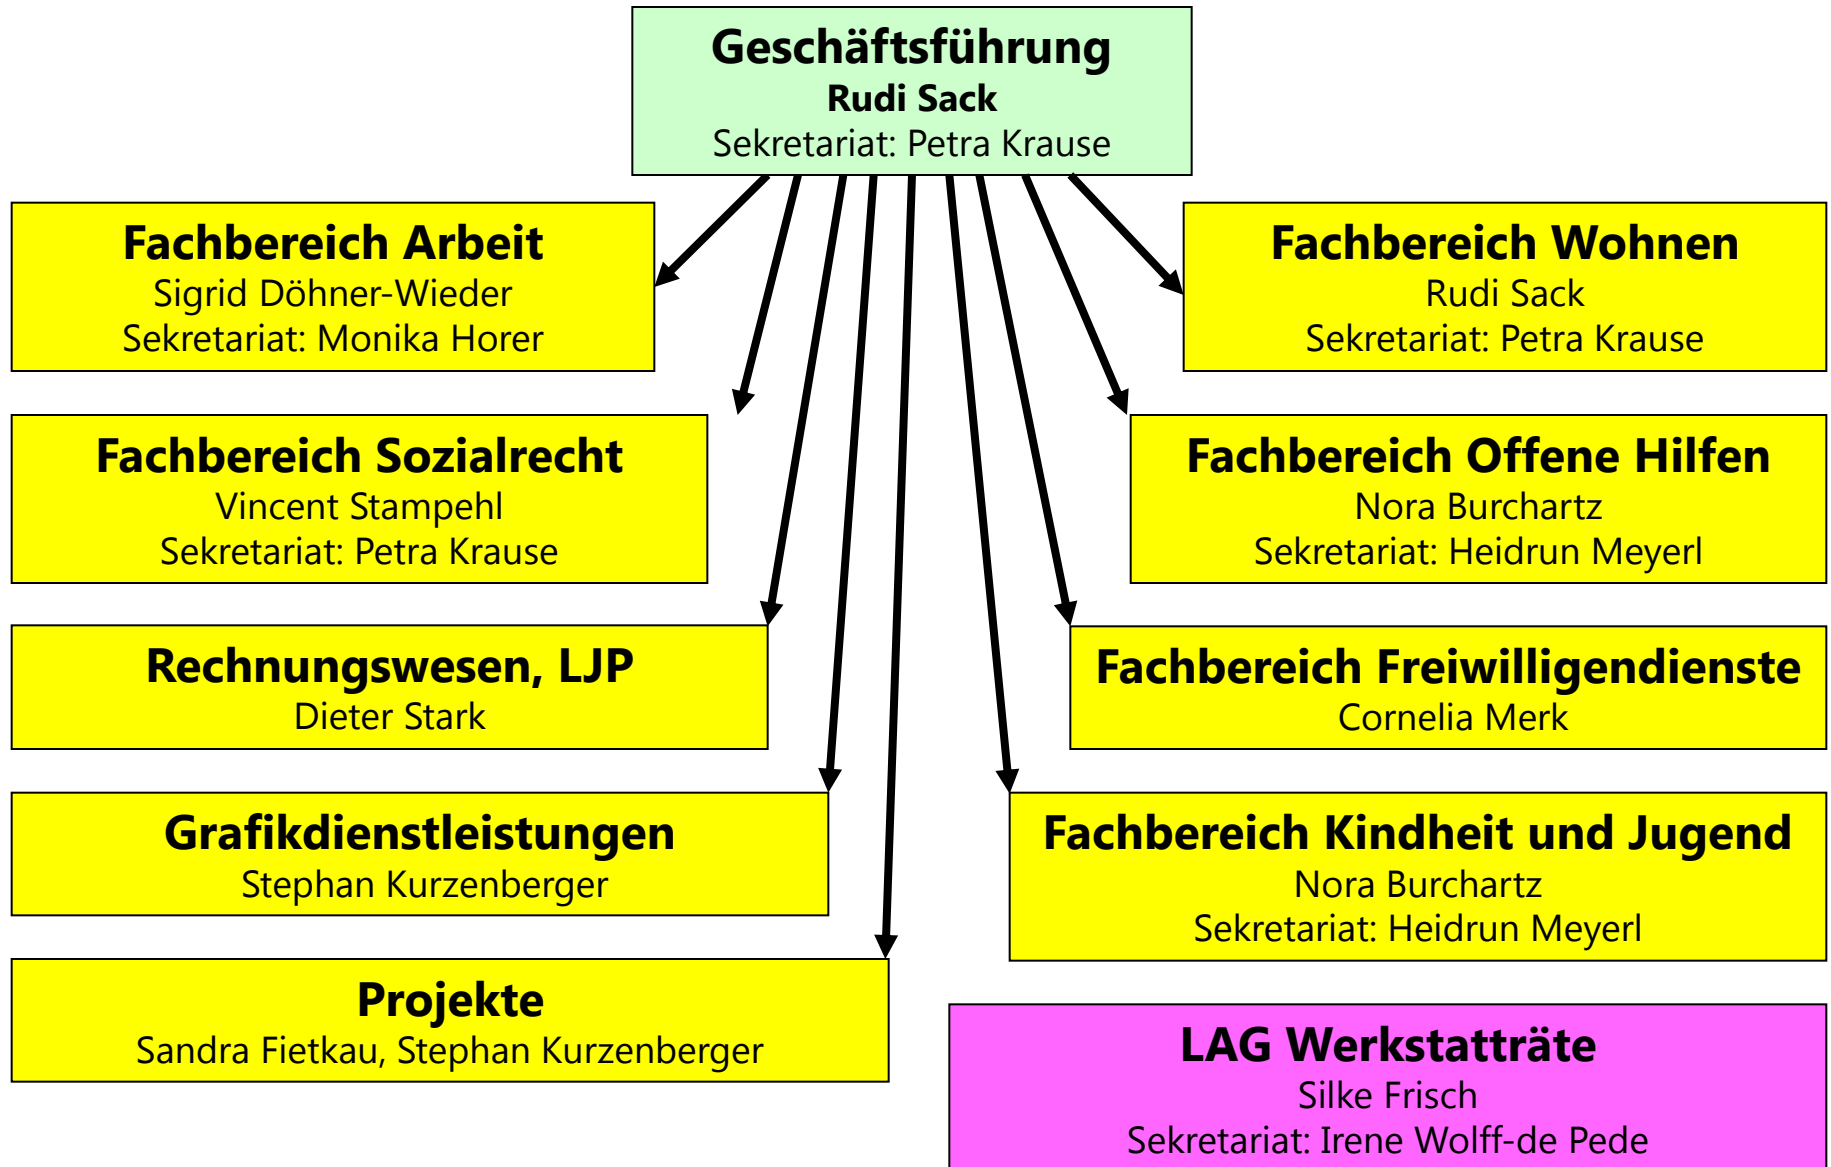 Geschäftsführung
Rudi Sack
Sekretariat: Petra Krause
Fachbereich Arbeit
Sigrid Döhner-Wieder
Sekretariat: Monika Horer
Fachbereich Wohnen
Rudi Sack
Sekretariat: Petra Krause
Fachbereich Sozialrecht
Vincent Stampehl
Sekretariat: Petra Krause
Fachbereich Offene Hilfen
Nora Burchartz
Sekretariat: Heidrun Meyerl
Rechnungswesen, LJP
Dieter Stark
Fachbereich Freiwilligendienste
Cornelia Merk
Grafikdienstleistungen
Stephan Kurzenberger
Fachbereich Kindheit und Jugend
Nora Burchartz
Sekretariat: Heidrun Meyerl
Projekte
Sandra Fietkau, Stephan Kurzenberger
LAG Werkstatträte
Silke Frisch
Sekretariat: Irene Wolff-de Pede